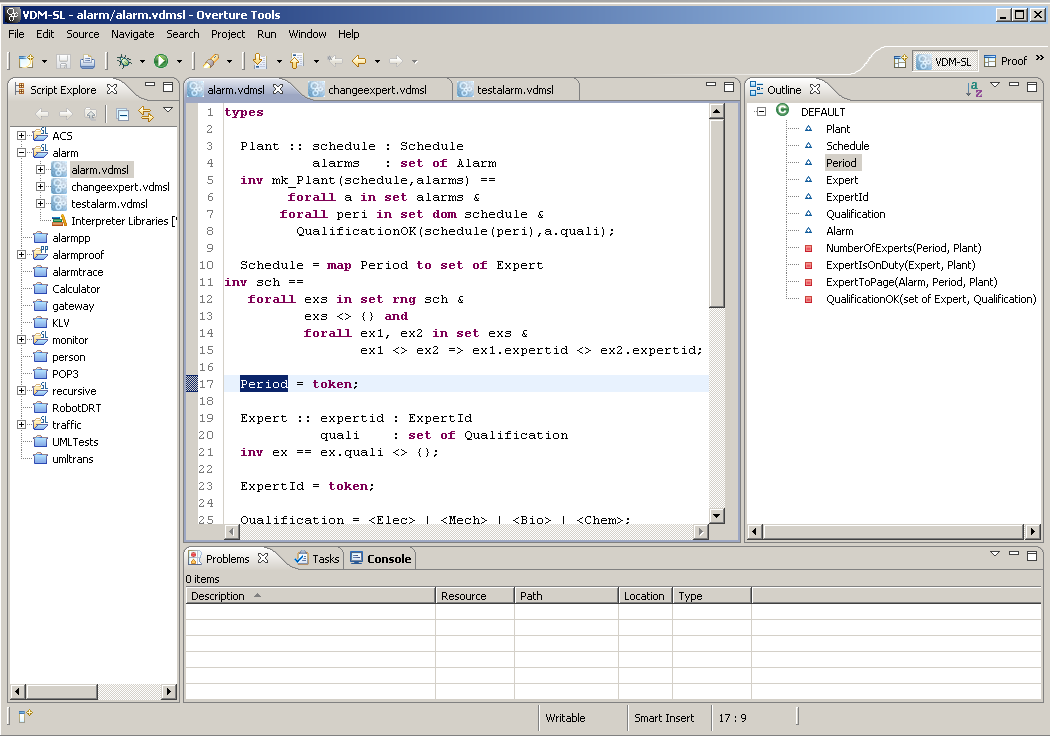 VDM-SL - alarm/alarm.vdmsl - Overture Tools
File Edit Source Navigate Search Project Run Window Help
VDM-SL Proof »
Script Explore
ACS
alarm
alarm.vdmsl
changeexpert.vdmsl
testalarm.vdmsl
Interpreter Libraries ['
alarmpp
alarmproof
alarmtrace
Calculator
gateway
KLV
monitor
person
POP3
recursive
RobotDRT
traffic
UMLTests
umltrans
alarm.vdmsl changeexpert.vdmsl testalarm.vdmsl
1 types
2
3 Plant :: schedule : Schedule
4 alarms : set of Alarm
5 inv mk_Plant(schedule,alarms) ==
6 forall a in set alarms &
7 forall peri in set dom schedule &
8 QualificationOK(schedule(peri),a.quali);
9
10 Schedule = map Period to set of Expert
11 inv sch ==
12 forall exs in set rng sch &
13 exs <> {} and
14 forall ex1, ex2 in set exs &
15 ex1 <> ex2 => ex1.expertid <> ex2.expertid;
16
17 Period = token;
18
19 Expert :: expertid : ExpertId
20 quali : set of Qualification
21 inv ex == ex.quali <> {};
22
23 ExpertId = token;
24
25 Qualification = <Elec> | <Mech> | <Bio> | <Chem>;
Outline
DEFAULT
Plant
Schedule
Period
Expert
ExpertId
Qualification
Alarm
NumberOfExperts(Period, Plant)
ExpertIsOnDuty(Expert, Plant)
ExpertToPage(Alarm, Period, Plant)
QualificationOK(set of Expert, Qualification)
Problems Tasks Console
0 items
Description Resource Path Location Type
Writable Smart Insert 17 : 9